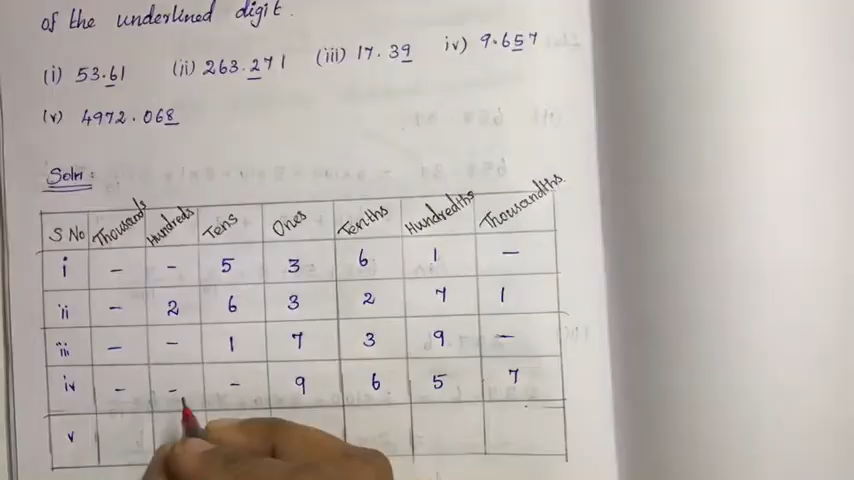 of the underlined digit.
(i) 53.61 (ii) 263.271 (iii) 17.39 iv) 9.657
(v) 4972.068
Soln:
S No Thousands Hundreds Tens Ones Tenths Hundredths Thousandths
i - - 5 3 6 1 -
ii - 2 6 3 2 7 1
iii - - 1 7 3 9 -
iv - - - 9 6 5 7
v